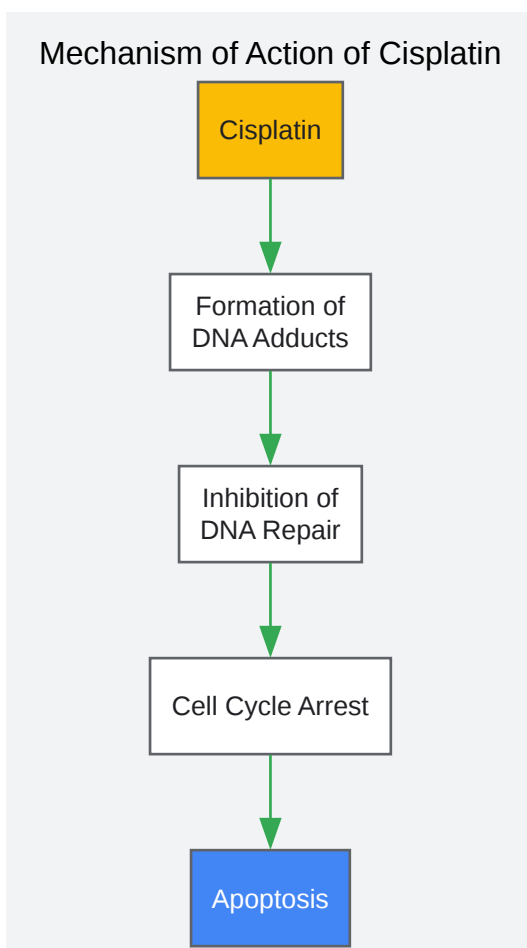 Mechanism of Action of Cisplatin
Cisplatin
Formation of
DNA Adducts
Inhibition of
DNA Repair
Cell Cycle Arrest
Apoptosis